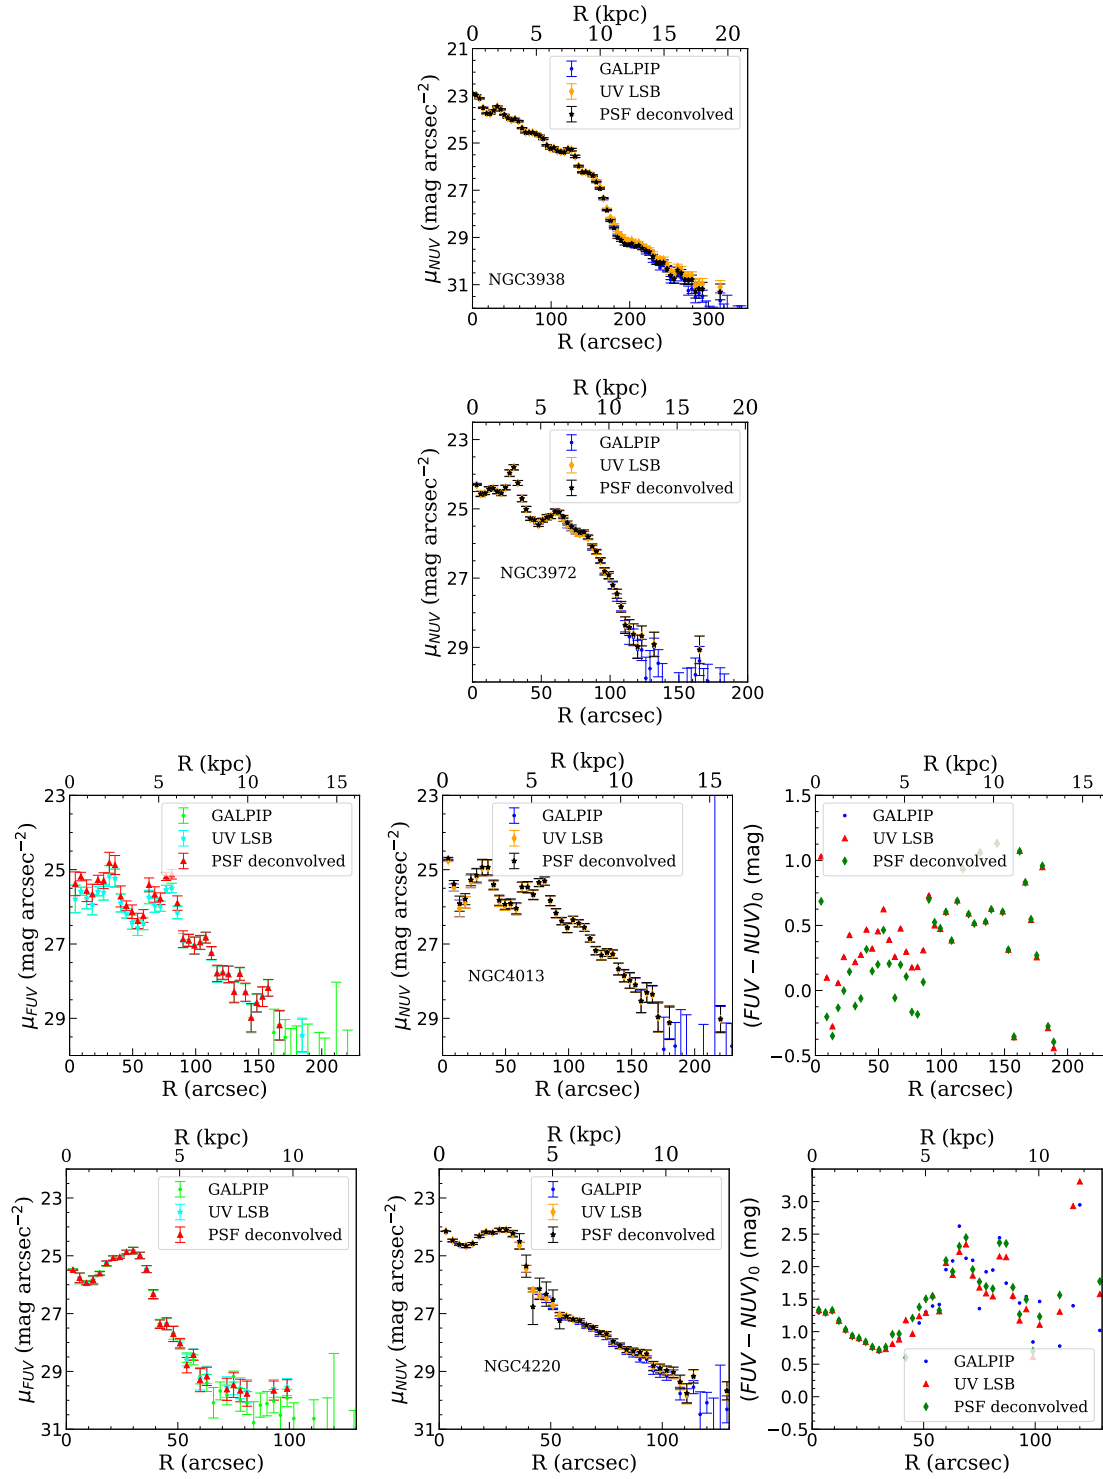 R (kpc)
0 5 10 15 20
21
23
25
27
29
31
μNUV (mag arcsec−2)
GALPIP
UV LSB
PSF deconvolved
NGC3938
0 100 200 300
R (arcsec)
R (kpc)
0 5 10 15 20
23
25
27
29
μNUV (mag arcsec−2)
GALPIP
UV LSB
PSF deconvolved
NGC3972
0 50 100 150 200
R (arcsec)
R (kpc)
0 5 10 15
23
25
27
29
μFUV (mag arcsec−2)
GALPIP
UV LSB
PSF deconvolved
0 50 100 150 200
R (arcsec)
R (kpc)
0 5 10 15
23
25
27
29
μNUV (mag arcsec−2)
GALPIP
UV LSB
PSF deconvolved
NGC4013
0 50 100 150 200
R (arcsec)
R (kpc)
0 5 10 15
1.5
1.0
0.5
0.0
−0.5
(FUV − NUV)0 (mag)
GALPIP
UV LSB
PSF deconvolved
0 50 100 150 200
R (arcsec)
R (kpc)
0 5 10
23
25
27
29
31
μFUV (mag arcsec−2)
GALPIP
UV LSB
PSF deconvolved
0 50 100
R (arcsec)
R (kpc)
0 5 10
21
23
25
27
29
31
μNUV (mag arcsec−2)
GALPIP
UV LSB
PSF deconvolved
NGC4220
0 50 100
R (arcsec)
R (kpc)
0 5 10
3.0
2.5
2.0
1.5
1.0
0.5
0.0
−0.5
(FUV − NUV)0 (mag)
GALPIP
UV LSB
PSF deconvolved
0 50 100
R (arcsec)